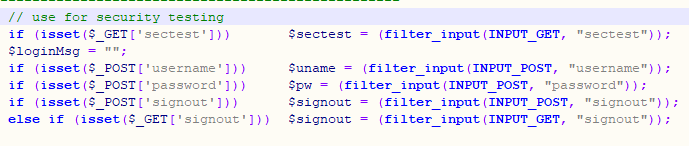 // use for security testing
if (isset($_GET['sectest']))        $sectest = (filter_input(INPUT_GET, "sectest"));
$loginMsg = "";
if (isset($_POST['username']))      $uname = (filter_input(INPUT_POST, "username"));
if (isset($_POST['password']))      $pw = (filter_input(INPUT_POST, "password"));
if (isset($_POST['signout']))       $signout = (filter_input(INPUT_POST, "signout"));
else if (isset($_GET['signout']))   $signout = (filter_input(INPUT_GET, "signout"));